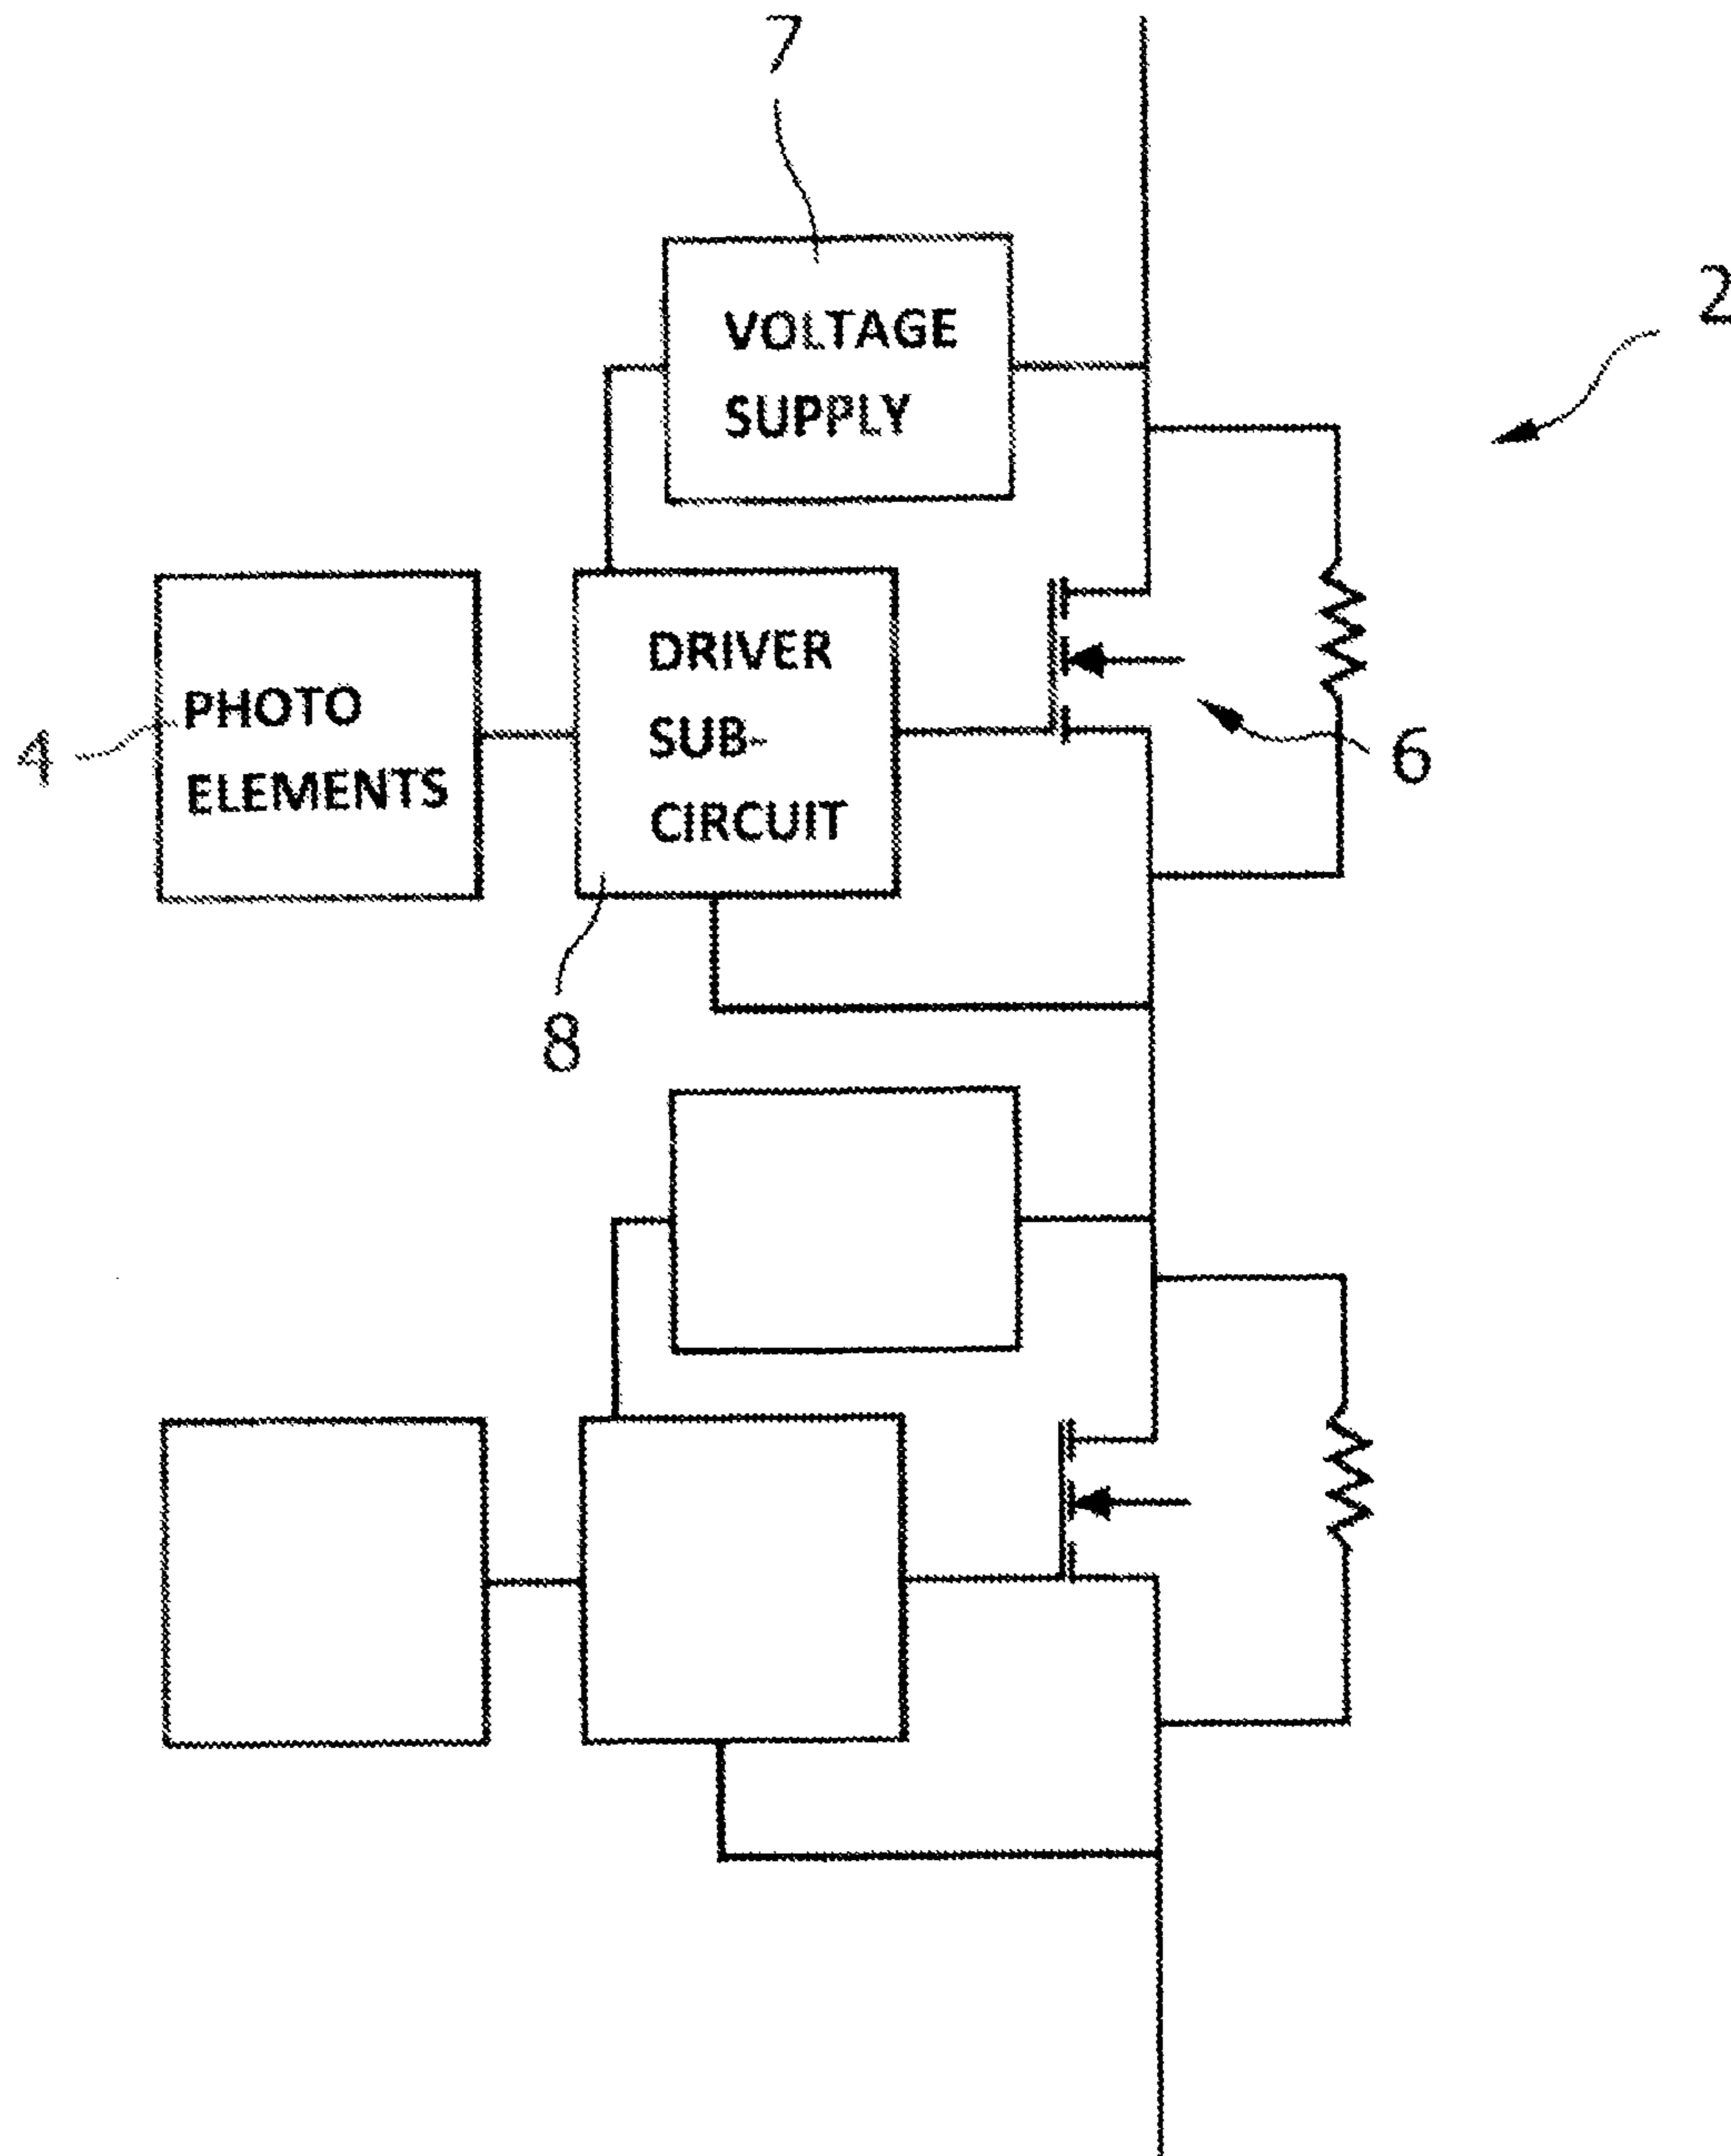 7
2
VOLTAGE
SUPPLY
4
PHOTO
ELEMENTS
DRIVER
SUB-
CIRCUIT
6
8